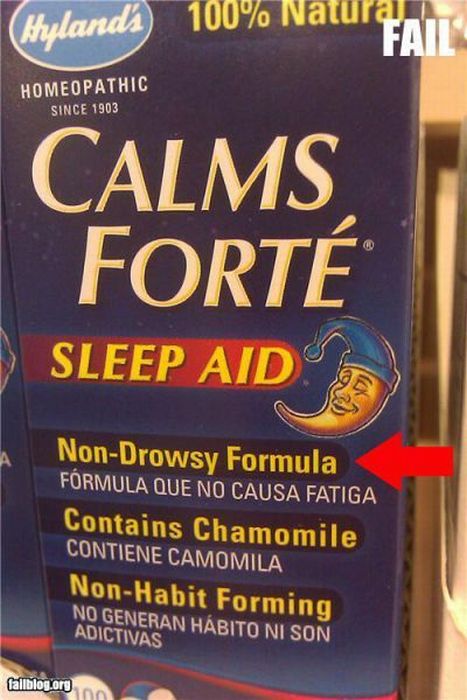 Hyland's
100% Natural
FAIL
HOMEOPATHIC
SINCE 1903
CALMS
FORTÉ®
SLEEP AID
Non-Drowsy Formula
FÓRMULA QUE NO CAUSA FATIGA
Contains Chamomile
CONTIENE CAMOMILA
Non-Habit Forming
NO GENERAN HÁBITO NI SON
ADICTIVAS
100
failblog.org